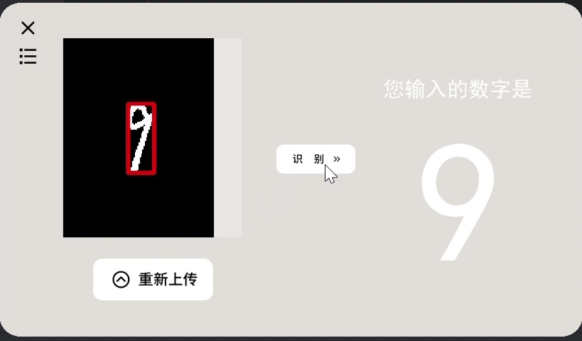 您输入的数字是
9
识 别 »
9
重新上传